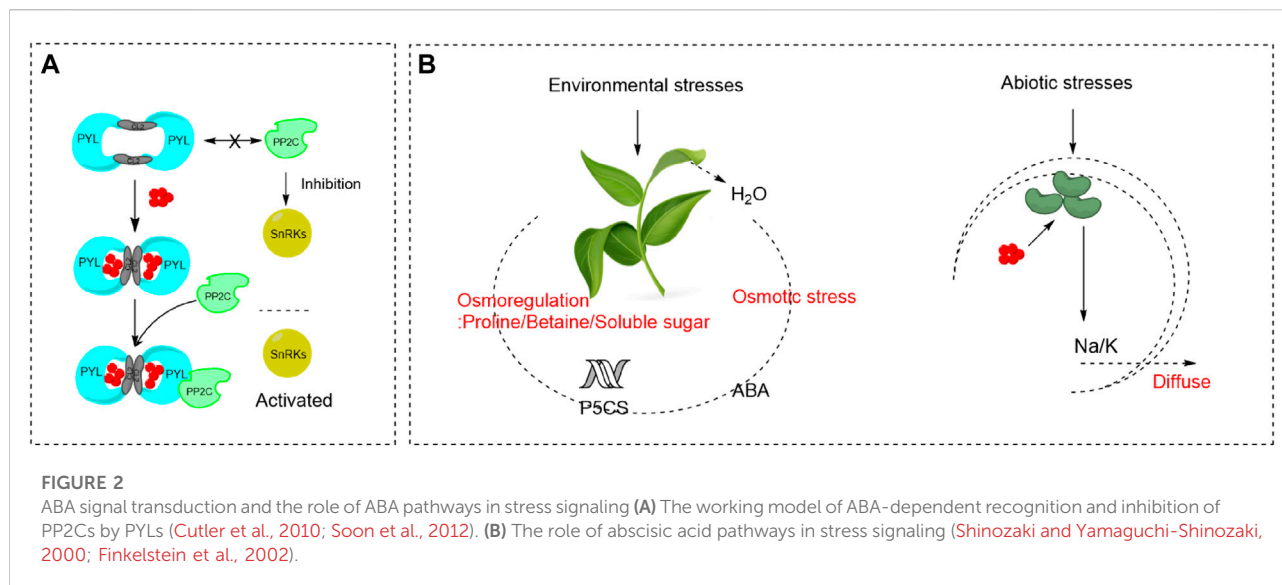 A
PYL
PYL
PP2C
Inhibition
SnRKs
PYL
PYL
PP2C
SnRKs
PYL
PYL
PP2C
Activated
B
Environmental stresses
H₂O
Osmoregulation
:Proline/Betaine/Soluble sugar
Osmotic stress
P5CS
ABA
Abiotic stresses
Na/K
Diffuse
FIGURE 2
ABA signal transduction and the role of ABA pathways in stress signaling (A) The working model of ABA-dependent recognition and inhibition of
PP2Cs by PYLs (Cutler et al., 2010; Soon et al., 2012). (B) The role of abscisic acid pathways in stress signaling (Shinozaki and Yamaguchi-Shinozaki,
2000; Finkelstein et al., 2002).